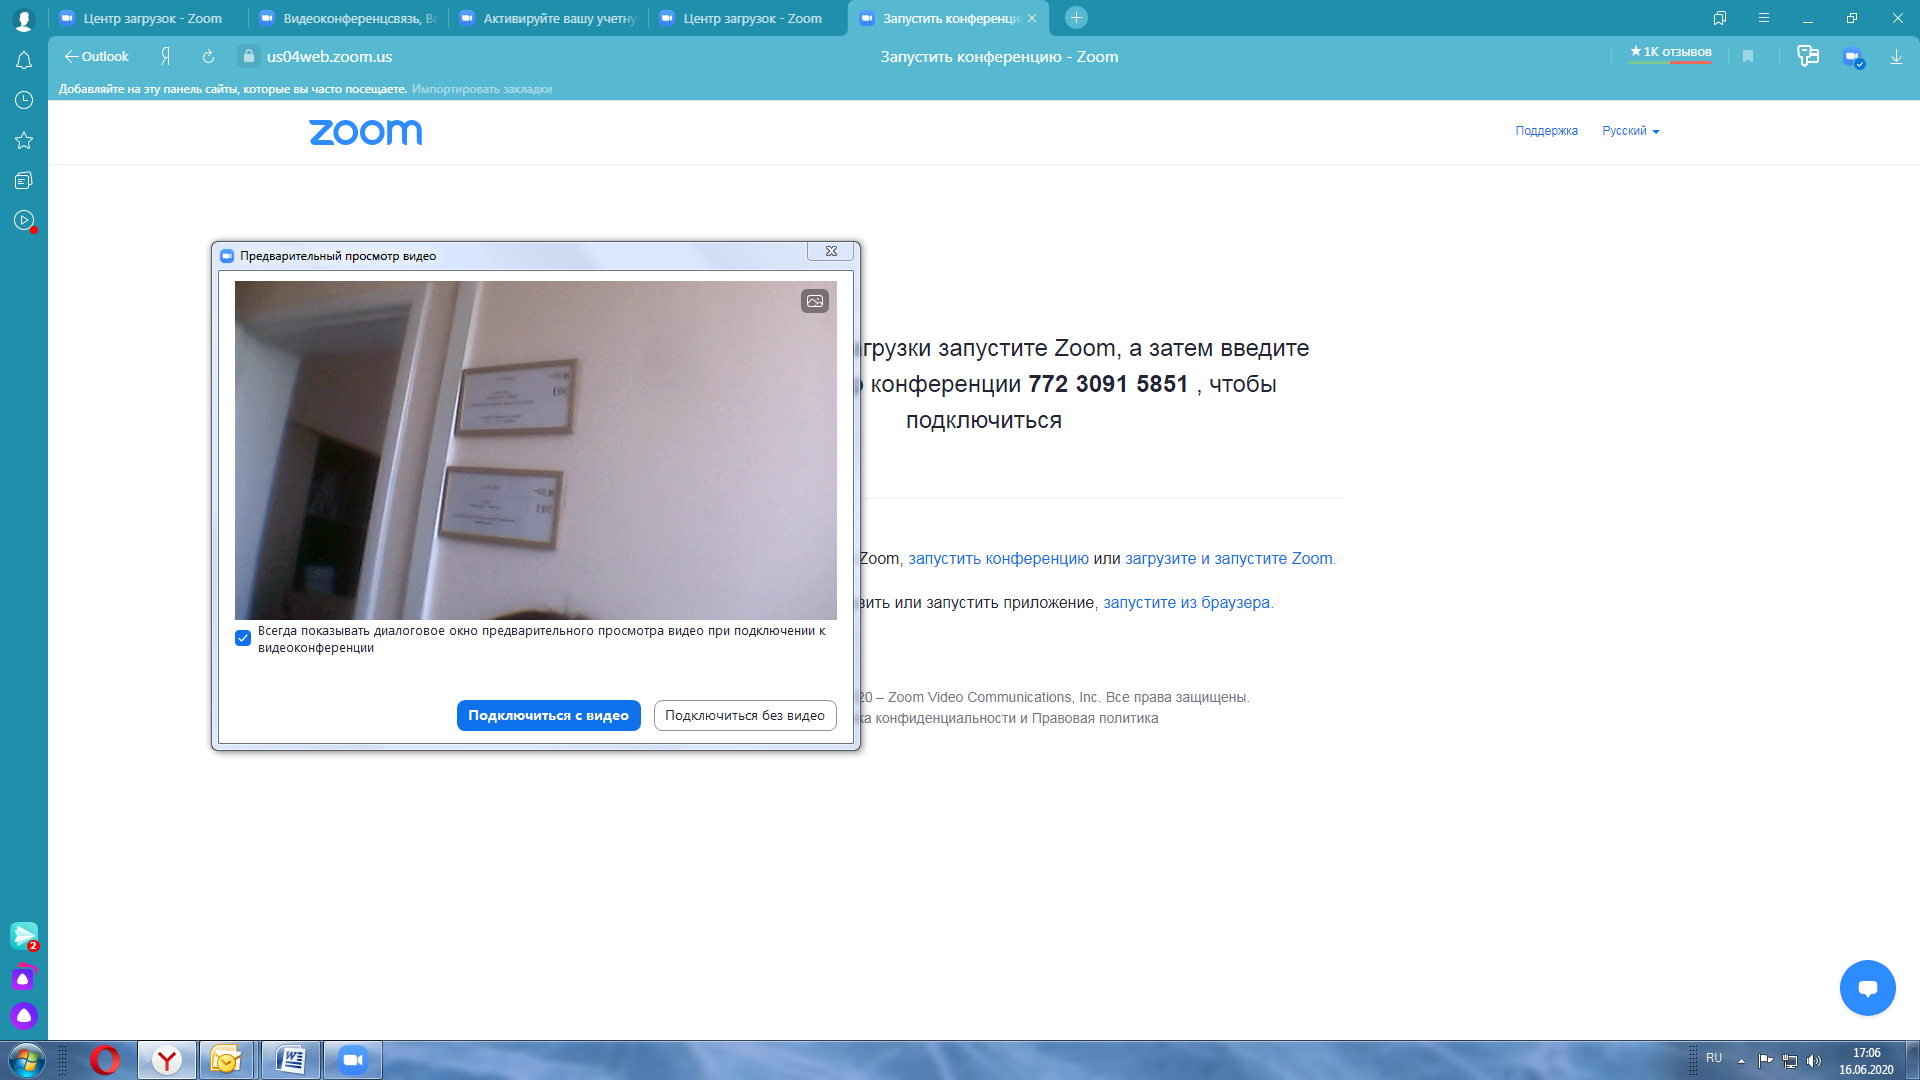 Центр загрузок - Zoom
Видеоконференцсвязь, Ве
Активируйте вашу учетну
Центр загрузок - Zoom
Запустить конференци
Outlook
us04web.zoom.us
Запустить конференцию - Zoom
★1К отзывов
Добавляйте на эту панель сайты, которые вы часто посещаете. Импортировать закладки
zoom
Поддержка
Русский
Предварительный просмотр видео
грузки запустите Zoom, а затем введите
конференции 772 3091 5851 , чтобы
подключиться
Zoom, запустить конференцию или загрузите и запустите Zoom.
вить или запустить приложение, запустите из браузера.
Всегда показывать диалоговое окно предварительного просмотра видео при подключении к
видеоконференции
Подключиться с видео
Подключиться без видео
20 – Zoom Video Communications, Inc. Все права защищены.
ка конфиденциальности и Правовая политика
2
RU
17:06
16.06.2020